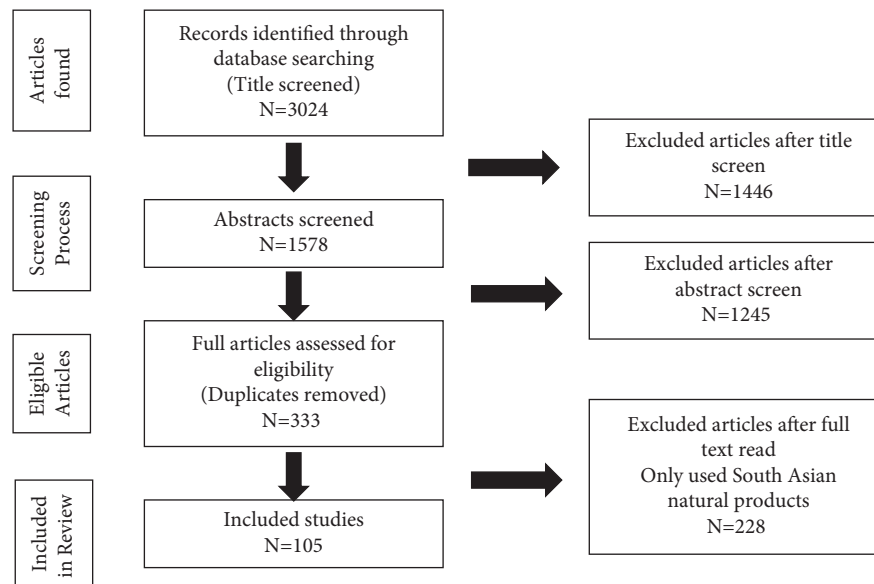 Articles
found
Records identified through
database searching
(Title screened)
N=3024
Excluded articles after title
screen
N=1446
Screening
Process
Abstracts screened
N=1578
Excluded articles after
abstract screen
N=1245
Eligible
Articles
Full articles assessed for
eligibility
(Duplicates removed)
N=333
Excluded articles after full
text read
Only used South Asian
natural products
N=228
Included
in Review
Included studies
N=105